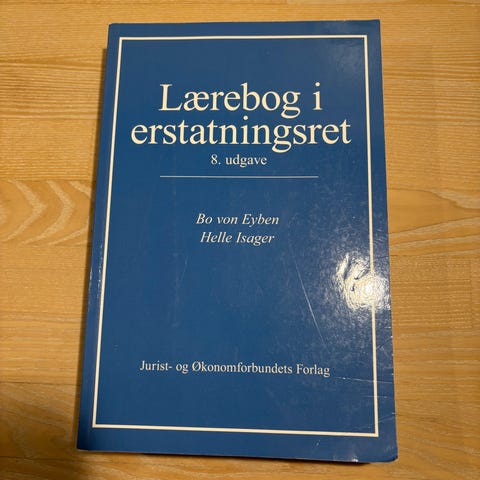 Lærebog i
erstatningsret
8. udgave
Bo von Eyben
Helle Isager
Jurist- og Økonomforbundets Forlag